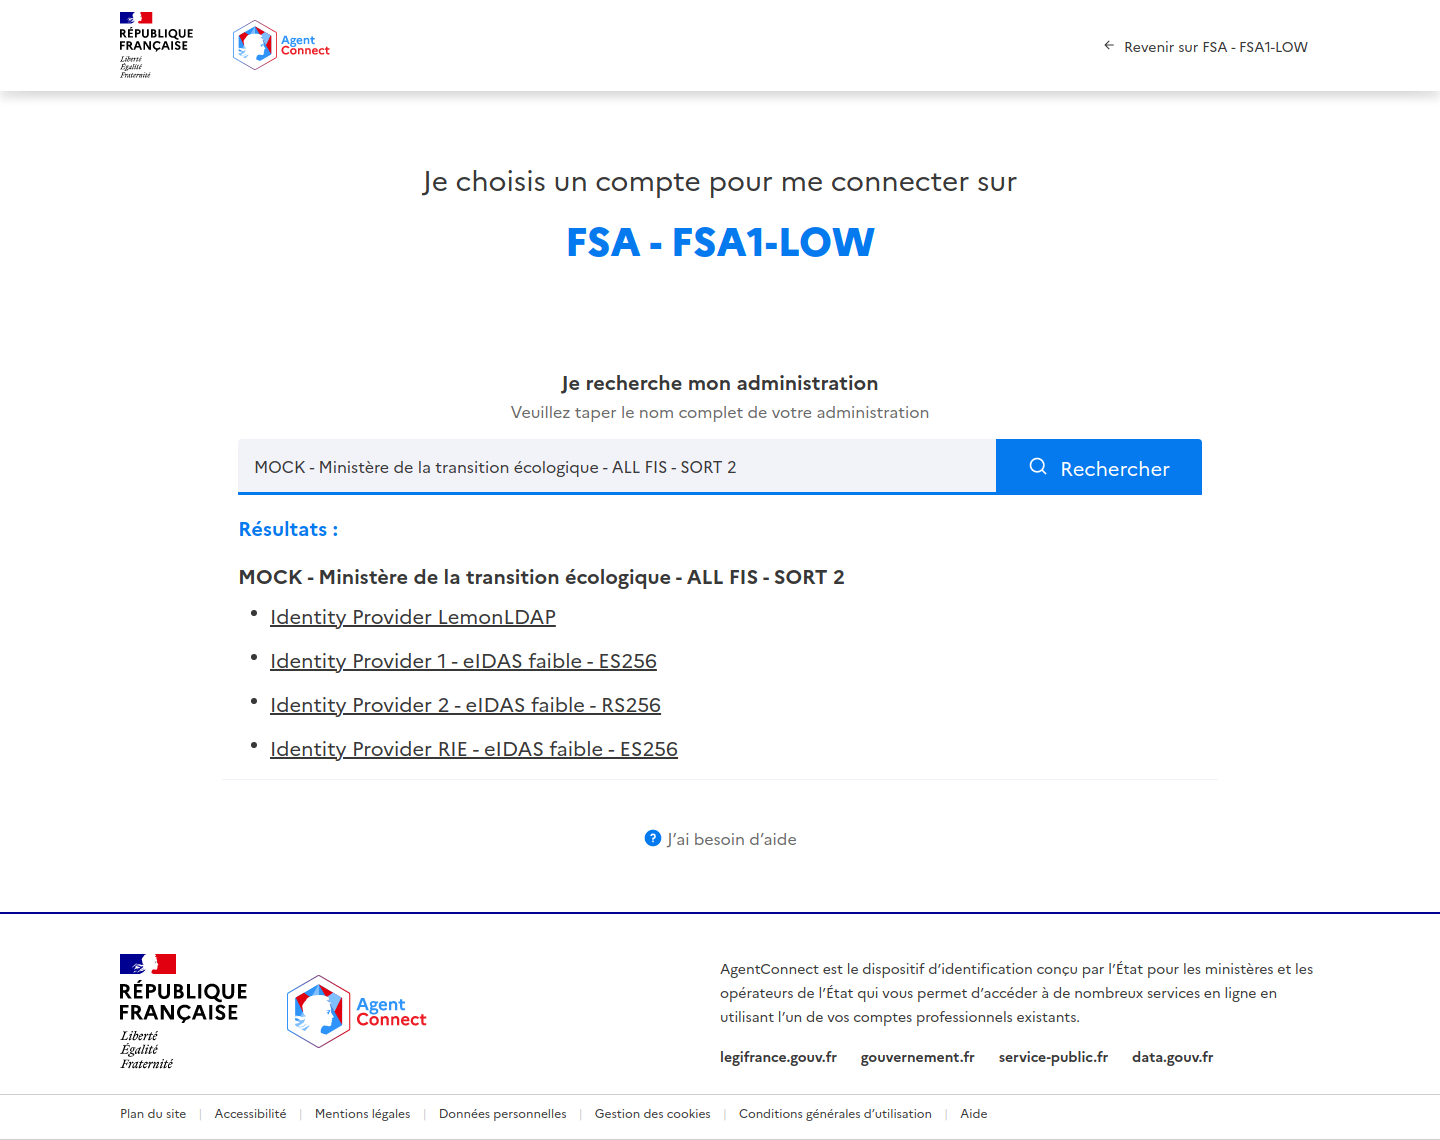 RÉPUBLIQUE
FRANÇAISE
Liberté
Égalité
Fraternité
Agent
Connect
Revenir sur FSA - FSA1-LOW
Je choisis un compte pour me connecter sur
FSA - FSA1-LOW
Je recherche mon administration
Veuillez taper le nom complet de votre administration
MOCK - Ministère de la transition écologique - ALL FIS - SORT 2
Rechercher
Résultats :
MOCK - Ministère de la transition écologique - ALL FIS - SORT 2
• Identity Provider LemonLDAP
• Identity Provider 1 - eIDAS faible - ES256
• Identity Provider 2 - eIDAS faible - RS256
• Identity Provider RIE - eIDAS faible - ES256
J’ai besoin d’aide
RÉPUBLIQUE
FRANÇAISE
Liberté
Égalité
Fraternité
Agent
Connect
AgentConnect est le dispositif d’identification conçu par l’État pour les ministères et les
opérateurs de l’État qui vous permet d’accéder à de nombreux services en ligne en
utilisant l’un de vos comptes professionnels existants.
legifrance.gouv.fr gouvernement.fr service-public.fr data.gouv.fr
Plan du site | Accessibilité | Mentions légales | Données personnelles | Gestion des cookies | Conditions générales d’utilisation | Aide